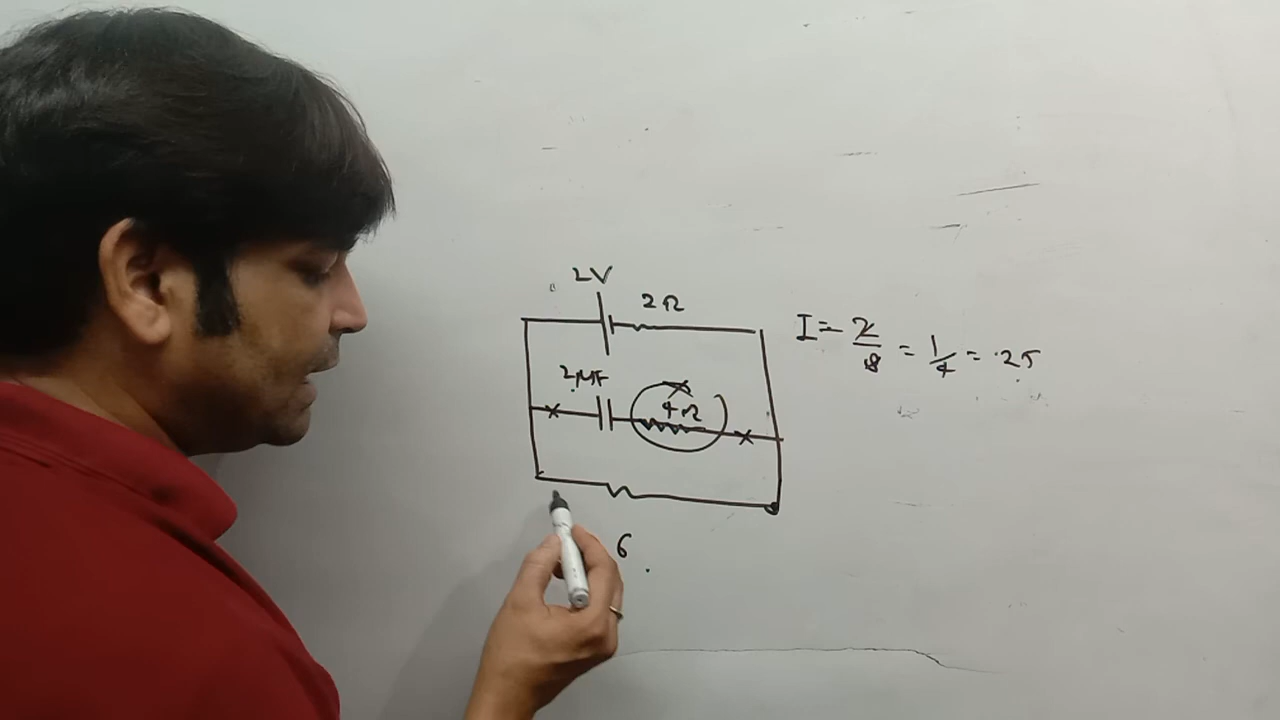 2V
2Ω
I = 2/8 = 1/4 = .25
2μF
4Ω
6